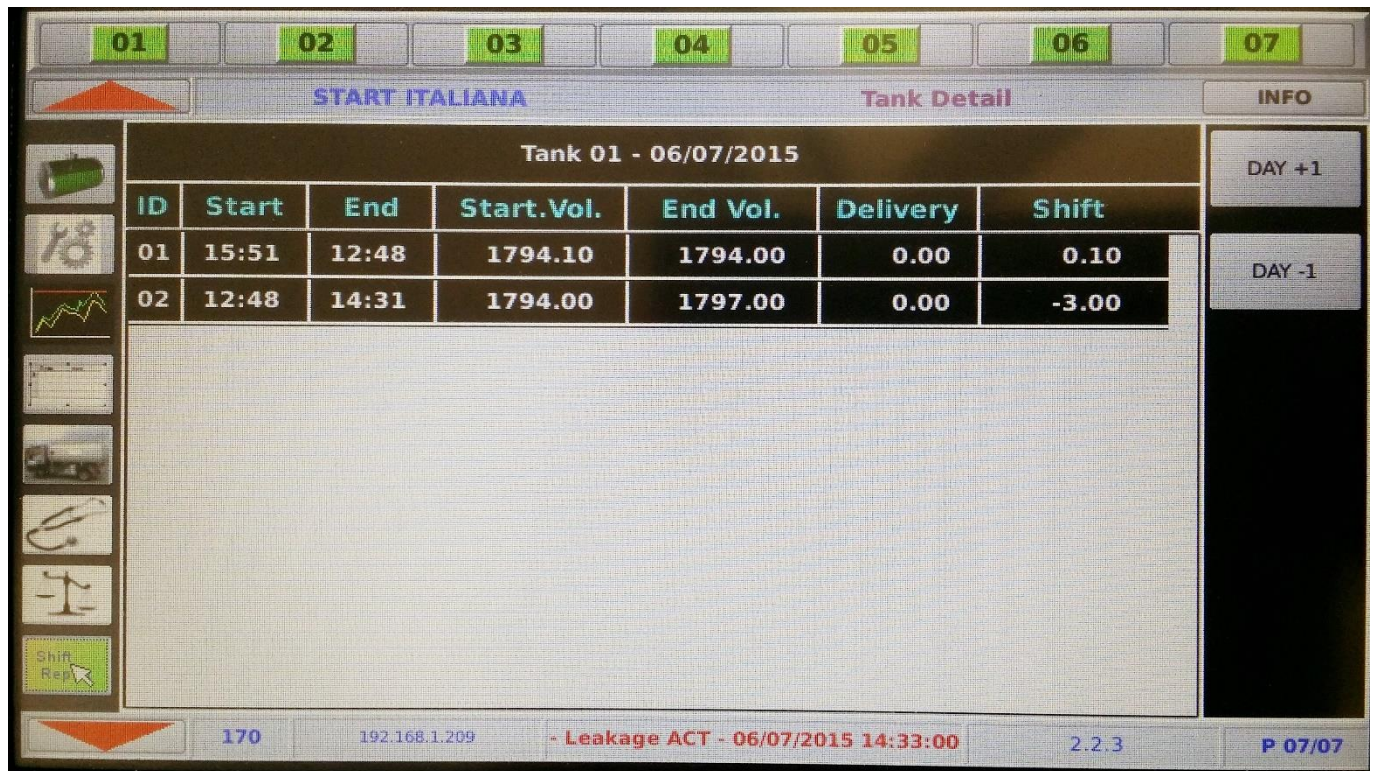 01 02 03 04 05 06 07
START ITALIANA Tank Detail INFO
Tank 01 - 06/07/2015
DAY +1
ID Start End Start.Vol. End Vol. Delivery Shift
01 15:51 12:48 1794.10 1794.00 0.00 0.10
DAY -1
02 12:48 14:31 1794.00 1797.00 0.00 -3.00
Shift
Rep
170 192.168.1.209 - Leakage ACT - 06/07/2015 14:33:00 2.2.3 P 07/07